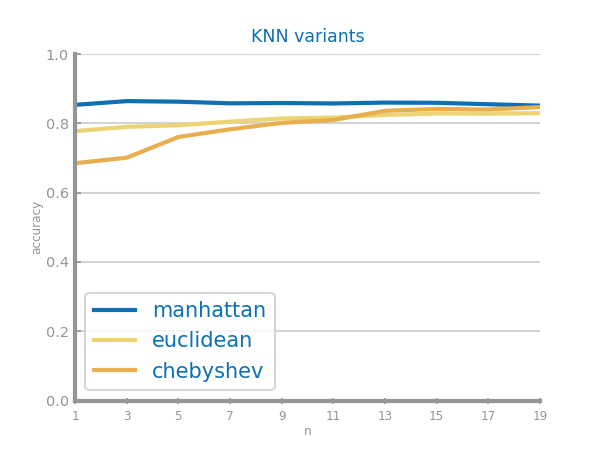 KNN variants
accuracy
1.0
0.8
0.6
0.4
0.2
0.0
manhattan
euclidean
chebyshev
1 3 5 7 9 11 13 15 17 19
n